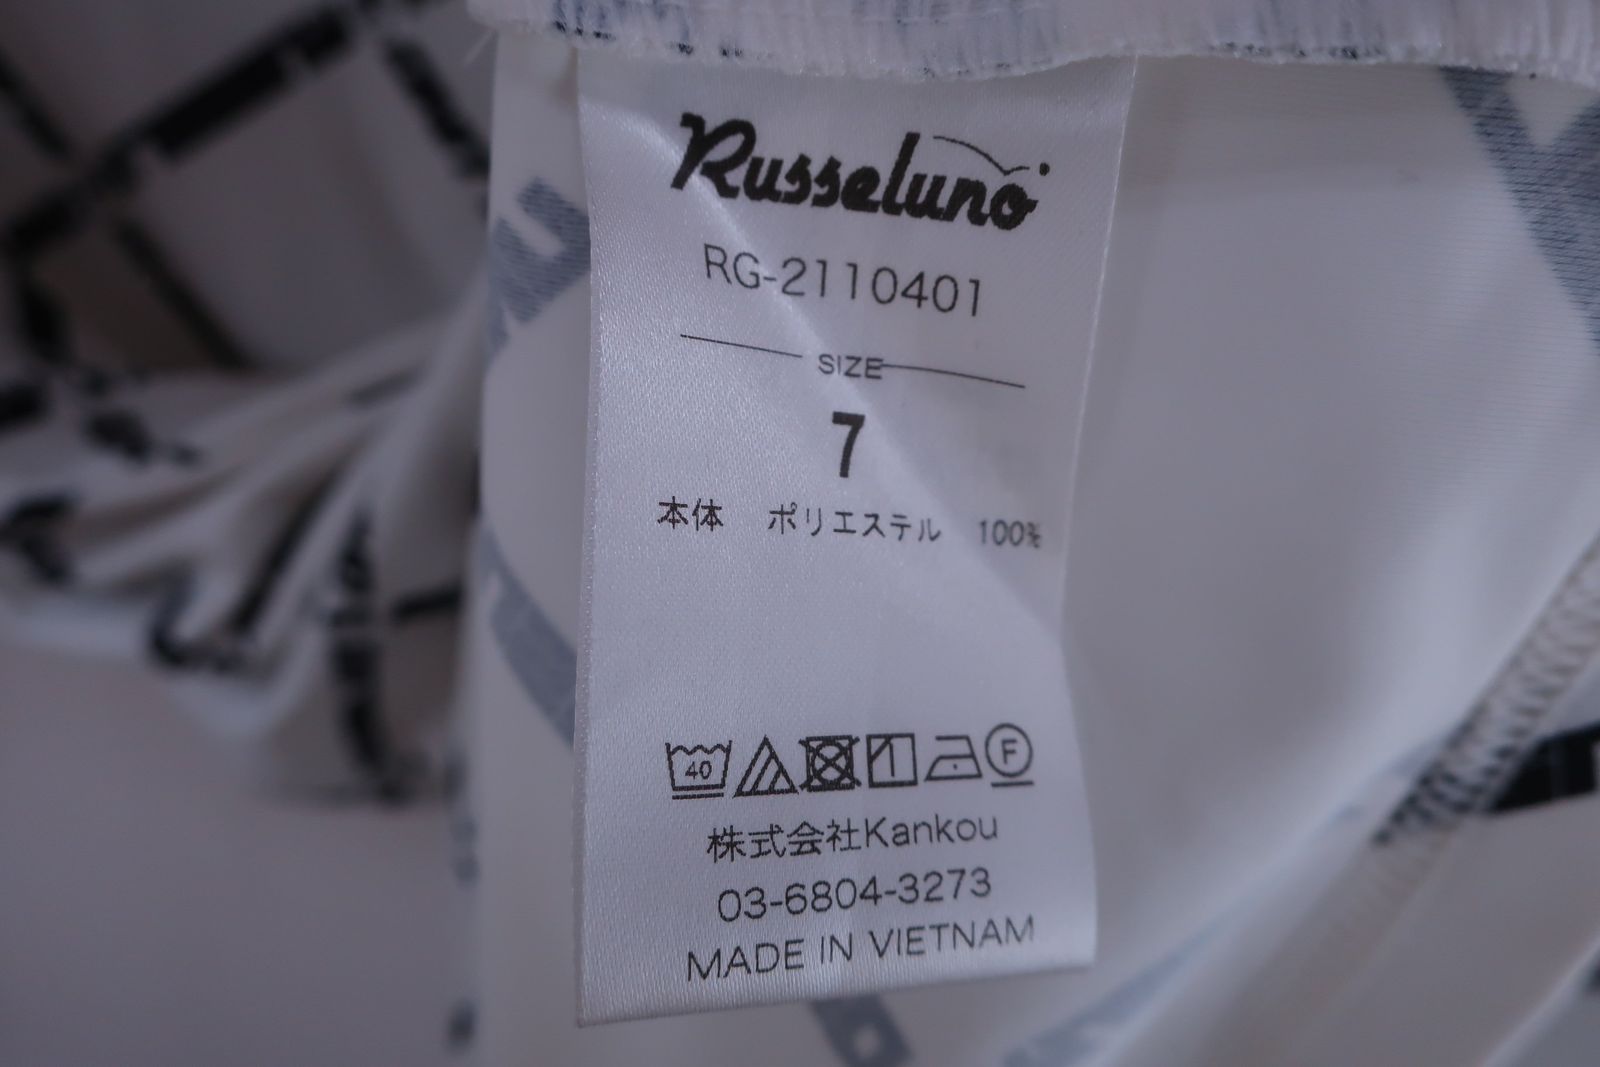 Russeluno
RG-2110401
SIZE
7
本体 ポリエステル 100%
40 F
株式会社Kankou
03-6804-3273
MADE IN VIETNAM